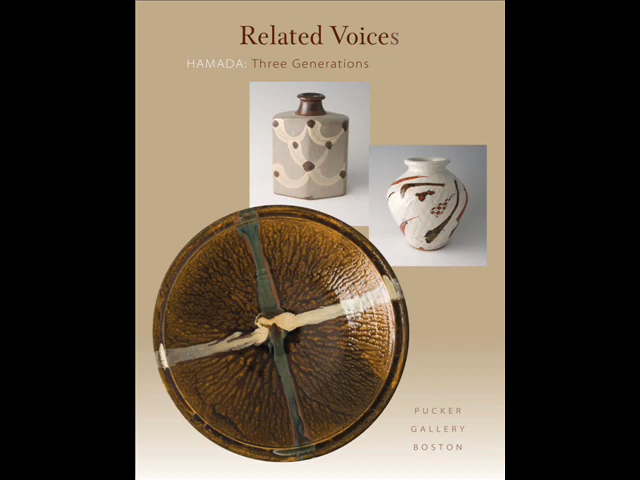 Related Voices
HAMADA: Three Generations
PUCKER
GALLERY
BOSTON